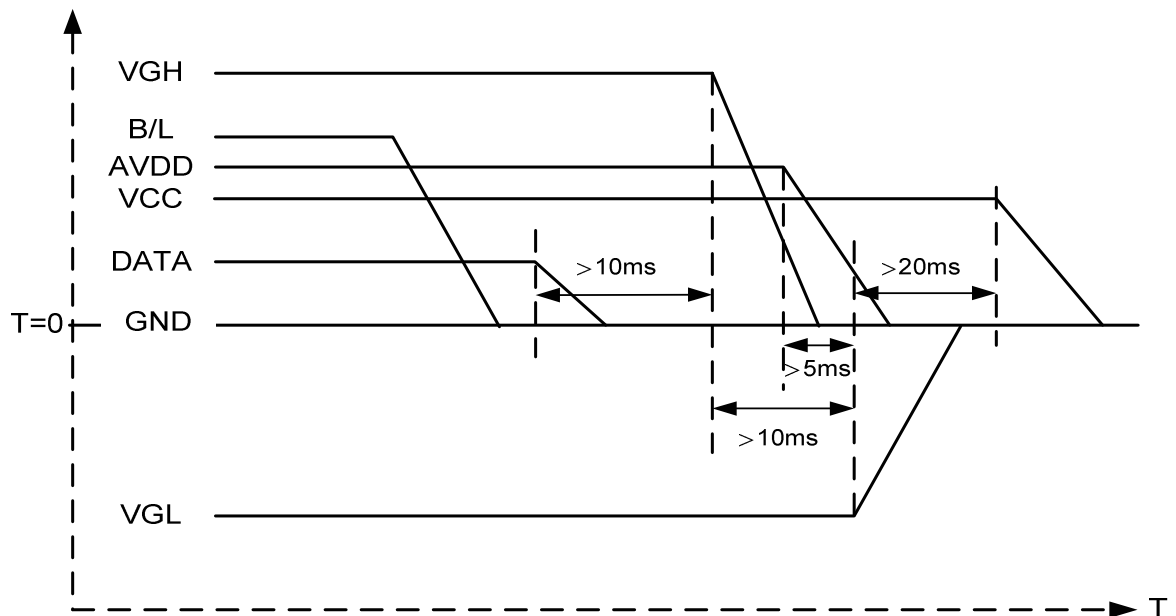 VGH
B/L
AVDD
VCC
DATA
>10ms
>20ms
T=0
GND
>5ms
>10ms
VGL
T